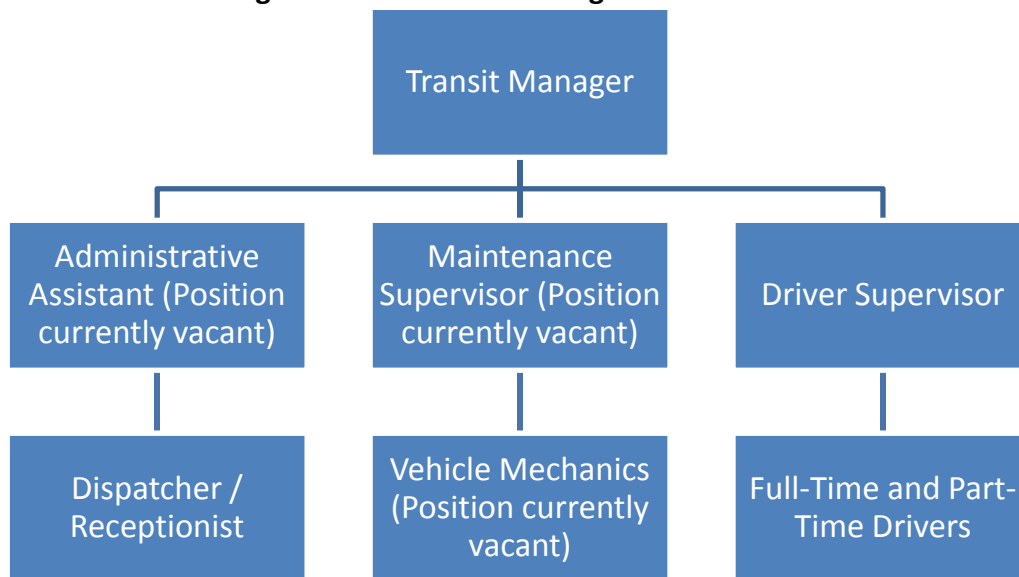 Transit Manager
Administrative
Assistant (Position
currently vacant)
Maintenance
Supervisor (Position
currently vacant)
Driver Supervisor
Dispatcher /
Receptionist
Vehicle Mechanics
(Position currently
vacant)
Full-Time and Part-
Time Drivers